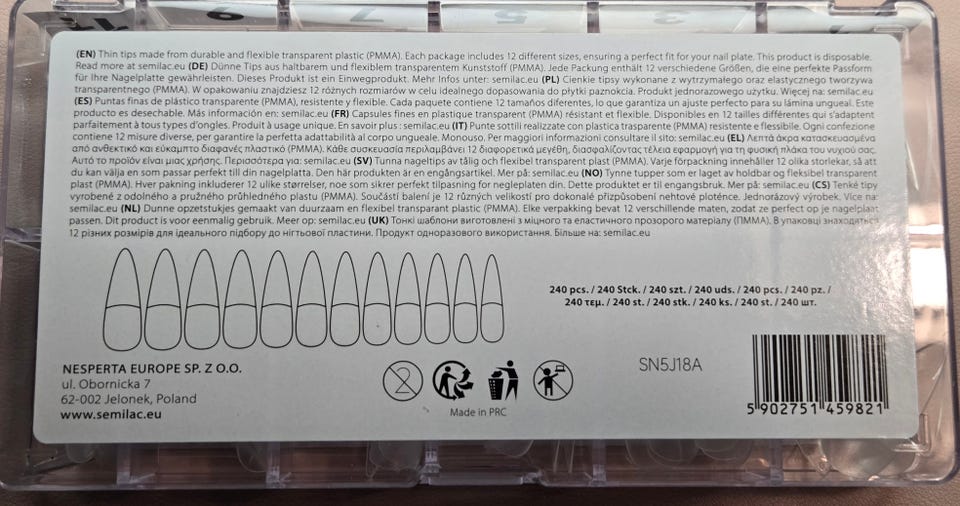 6 7 5
(EN) Thin tips made from durable and flexible transparent plastic (PMMA). Each package includes 12 different sizes, ensuring a perfect fit for your nail plate. This product is disposable.
Read more at semilac.eu (DE) Dünne Tips aus haltbarem und flexiblem transparentem Kunststoff (PMMA). Jede Packung enthält 12 verschiedene Größen, die eine perfekte Passform
für Ihre Nagelplatte gewährleisten. Dieses Produkt ist ein Einwegprodukt. Mehr Infos unter: semilac.eu (PL) Cienkie tipsy wykonane z wytrzymałego oraz elastycznego tworzywa
transparentnego (PMMA). W opakowaniu znajdziesz 12 różnych rozmiarów w celu idealnego dopasowania do płytki paznokcia. Produkt jednorazowego użytku. Więcej na: semilac.eu
(ES) Puntas finas de plástico transparente (PMMA), resistente y flexible. Cada paquete contiene 12 tamaños diferentes, lo que garantiza un ajuste perfecto para su lámina ungueal. Este
producto es desechable. Más información en: semilac.eu (FR) Capsules fines en plastique transparent (PMMA) résistant et flexible. Disponibles en 12 tailles différentes qui s'adaptent
parfaitement à tous types d'ongles. Produit à usage unique. En savoir plus : semilac.eu (IT) Punte sottili realizzate con plastica trasparente (PMMA) resistente e flessibile. Ogni confezione
contiene 12 misure diverse, per garantire la perfetta adattabilità al corpo ungueale. Monouso. Per maggiori informazioni consultare il sito: semilac.eu (EL) Λεπτά άκρα κατασκευασμένα
από ανθεκτικό και εύκαμπτο διαφανές πλαστικό (PMMA). Κάθε συσκευασία περιλαμβάνει 12 διαφορετικά μεγέθη, διασφαλίζοντας τέλεια εφαρμογή για τη φυσική πλάκα του νυχιού σας.
Αυτό το προϊόν είναι μιας χρήσης. Περισσότερα για: semilac.eu (SV) Tunna nageltips av tålig och flexibel transparent plast (PMMA). Varje förpackning innehåller 12 olika storlekar, så att
du kan välja en som passar perfekt till din nagelplatta. Den här produkten är en engångsartikel. Mer på: semilac.eu (NO) Tynne tupper som er laget av holdbar og fleksibel transparent
plast (PMMA). Hver pakning inkluderer 12 ulike størrelser, noe som sikrer perfekt tilpasning for negleplaten din. Dette produktet er til engangsbruk. Mer på: semilac.eu (CS) Tenké tipy
vyrobené z odolného a pružného průhledného plastu (PMMA). Součástí balení je 12 různých velikostí pro dokonalé přizpůsobení nehtové ploténce. Jednorázový výrobek. Více na:
semilac.eu (NL) Dunne opzetstukjes gemaakt van duurzaam en flexibel transparant plastic (PMMA). Elke verpakking bevat 12 verschillende maten, zodat ze perfect op je nagelplaat
passen. Dit product is voor eenmalig gebruik. Meer op: semilac.eu (UK) Тонкі шаблони виготовлені з міцного та еластичного прозорого матеріалу (ПММА). В упаковці знаходяться
12 різних розмірів для ідеального підбору до нігтьової пластини. Продукт одноразового використання. Більше на: semilac.eu
240 pcs. / 240 Stck. / 240 szt. / 240 uds. / 240 pcs. / 240 pz. /
240 τεμ. / 240 st. / 240 stk. / 240 ks. / 240 st. / 240 шт.
NESPERTA EUROPE SP. Z O.O.
ul. Obornicka 7
62-002 Jelonek, Poland
www.semilac.eu
2
Made in PRC
SN5J18A
5 902751 459821